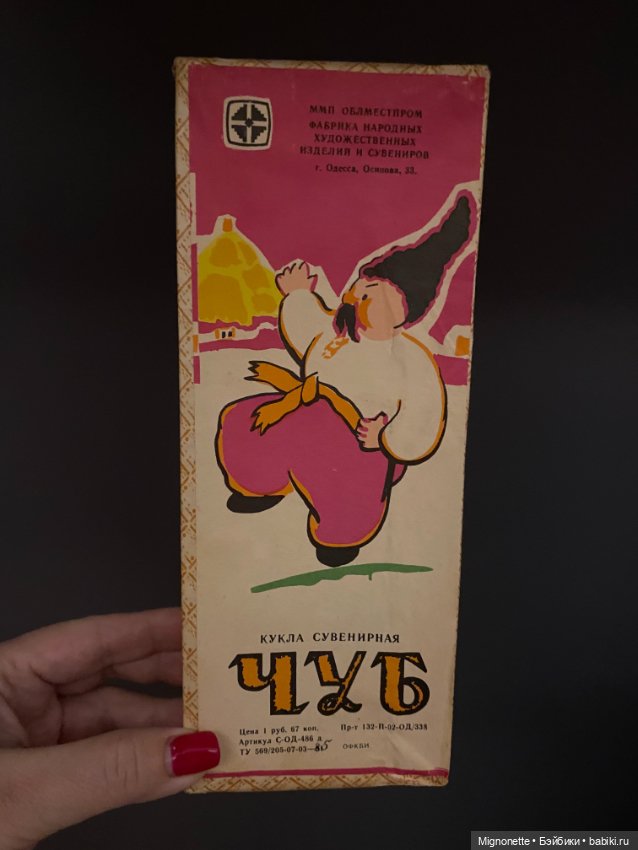 ММП ОБЛМЕСТПРОМ
ФАБРИКА НАРОДНЫХ
ХУДОЖЕСТВЕННЫХ
ИЗДЕЛИЙ И СУВЕНИРОВ
г. Одесса, Осипова, 33.
КУКЛА СУВЕНИРНАЯ
ЧУБ
Цена 1 руб. 67 коп. Пр-т 132-П-02-ОД/338
Артикул С-ОД-486 д
ТУ 569/205-07-03— 85 ОФКБИ
Mignonette • Бэйбики • babiki.ru